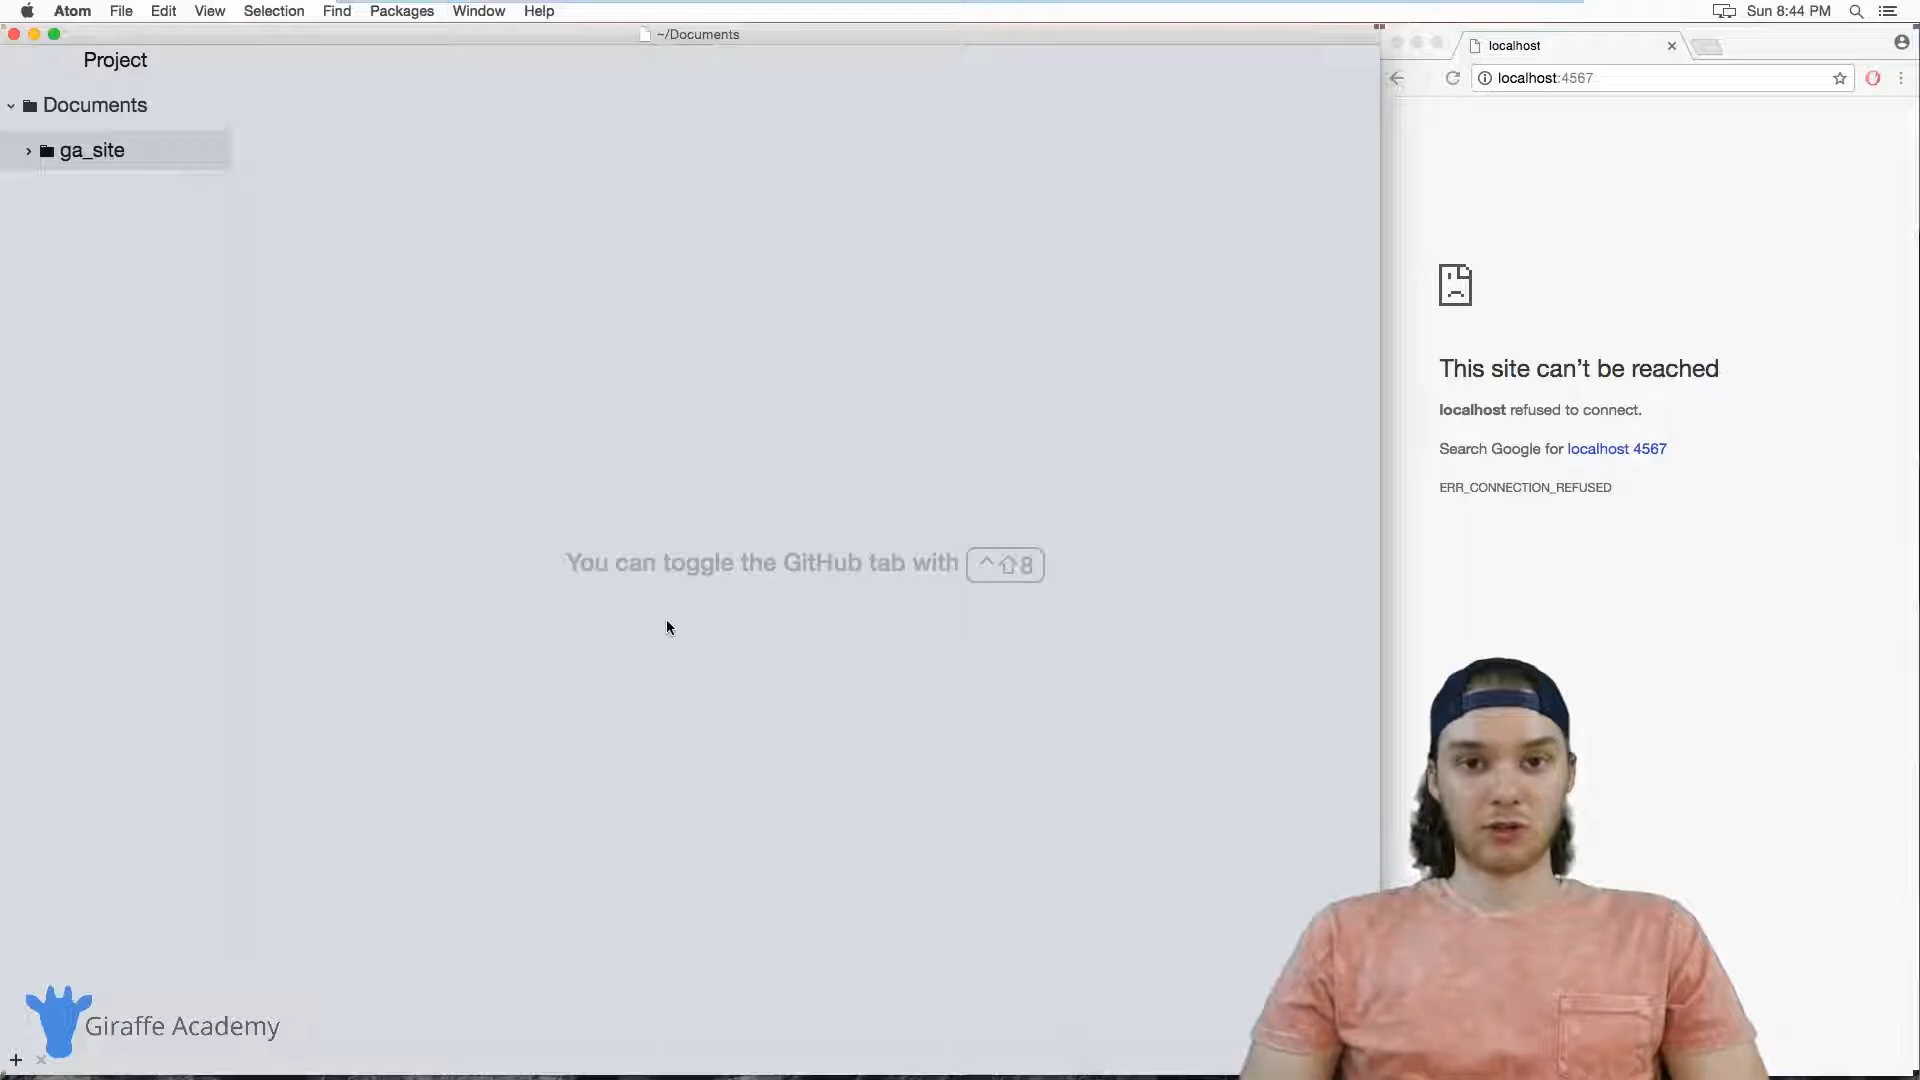 Atom File Edit View Selection Find Packages Window Help Sun 8:44 PM
~/Documents
localhost
Project
localhost:4567
Documents
ga_site
This site can’t be reached
localhost refused to connect.
Search Google for localhost 4567
ERR_CONNECTION_REFUSED
You can toggle the GitHub tab with ^⇧8
Giraffe Academy